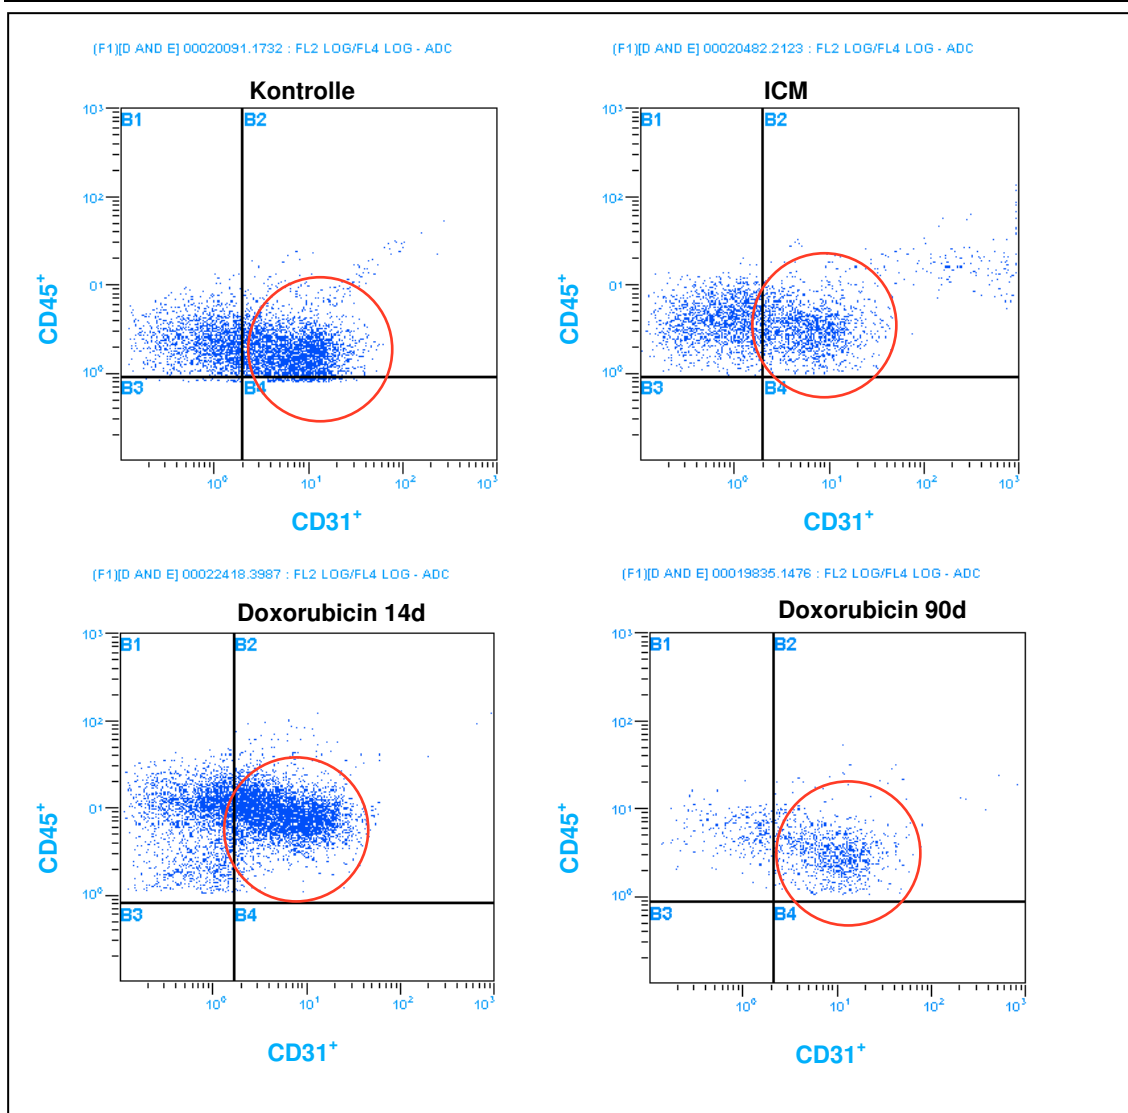 (F1)[D AND E] 00020091.1732 : FL2 LOG/FL4 LOG - ADC
Kontrolle
10³
B1
B2
10²
01
10⁰
B3
B4
CD45⁺
10⁰
10¹
10²
10³
CD31⁺
(F1)[D AND E] 00020482.2123 : FL2 LOG/FL4 LOG - ADC
ICM
10³
B1
B2
10²
01
10⁰
B3
B4
CD45⁺
10⁰
10¹
10²
10³
CD31⁺
(F1)[D AND E] 00022418.3987 : FL2 LOG/FL4 LOG - ADC
Doxorubicin 14d
10³
B1
B2
10²
01
10⁰
B3
B4
CD45⁺
10⁰
10¹
10²
10³
CD31⁺
(F1)[D AND E] 00019835.1476 : FL2 LOG/FL4 LOG - ADC
Doxorubicin 90d
10³
B1
B2
10²
10¹
10⁰
B3
B4
CD45⁺
10⁰
10¹
10²
10³
CD31⁺